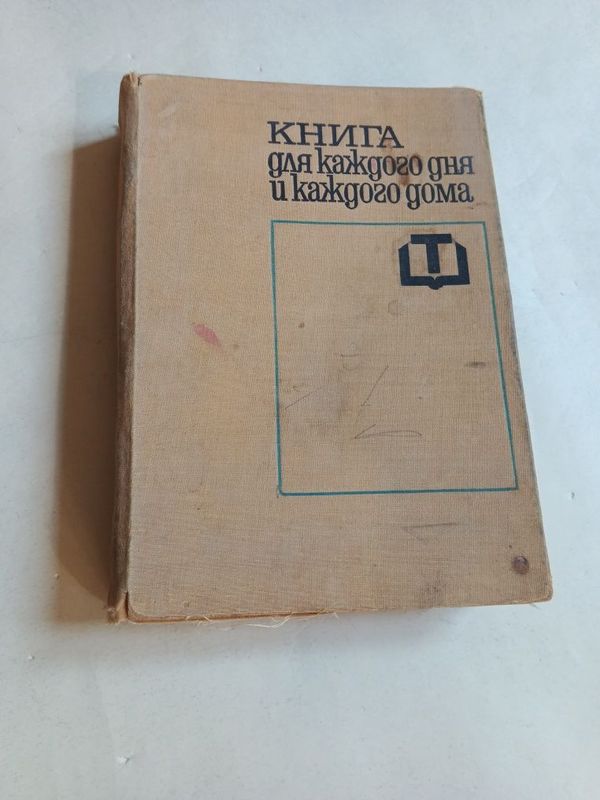 КНИГА
для каждого дня
и каждого дома
Т